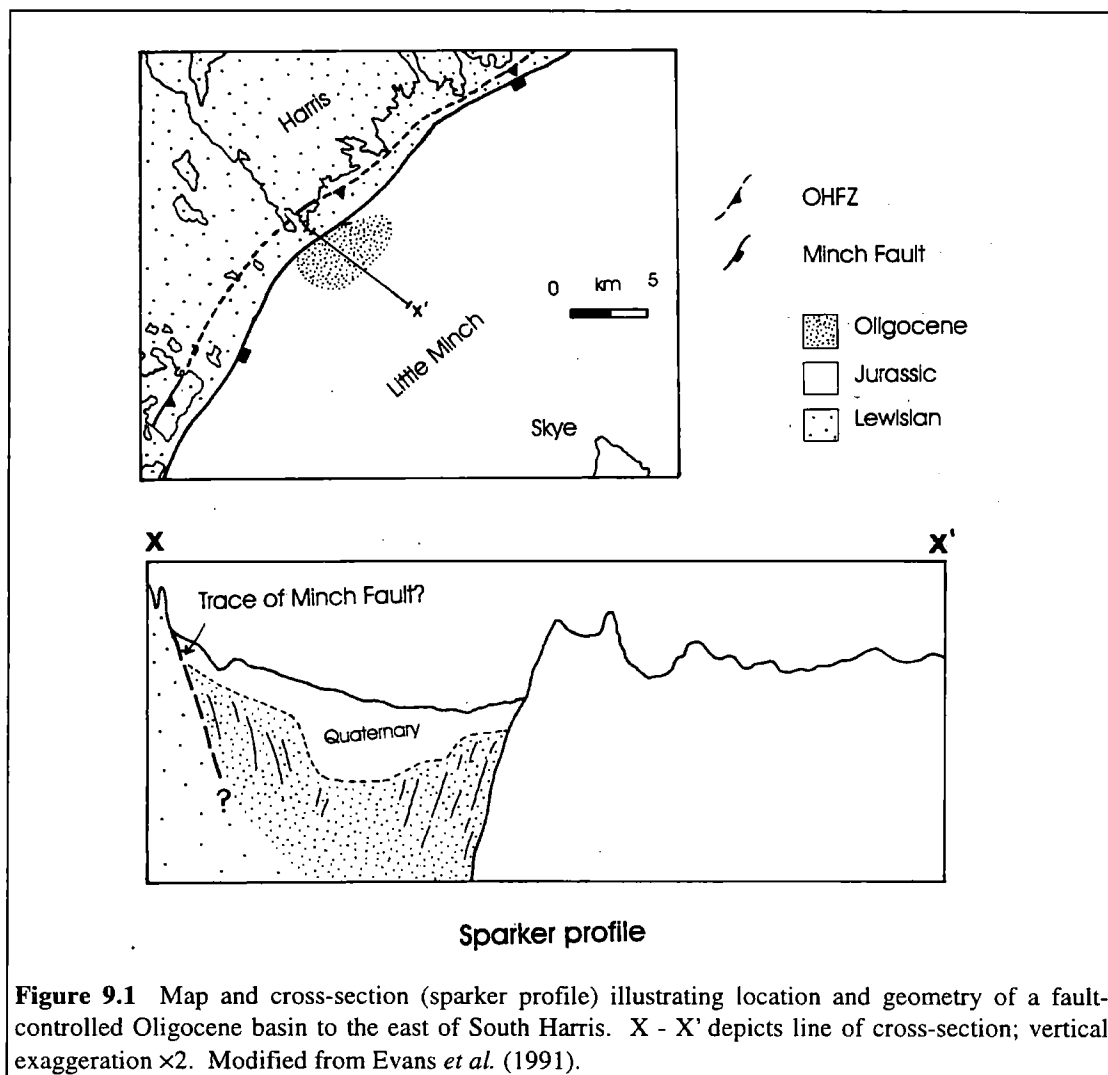 Harris
X'
Little Minch
0 km 5
Skye
OHFZ
Minch Fault
Oligocene
Jurassic
Lewisian
X X'
Trace of Minch Fault?
Quaternary
?
Sparker profile
Figure 9.1 Map and cross-section (sparker profile) illustrating location and geometry of a fault-
controlled Oligocene basin to the east of South Harris. X - X' depicts line of cross-section; vertical
exaggeration ×2. Modified from Evans et al. (1991).